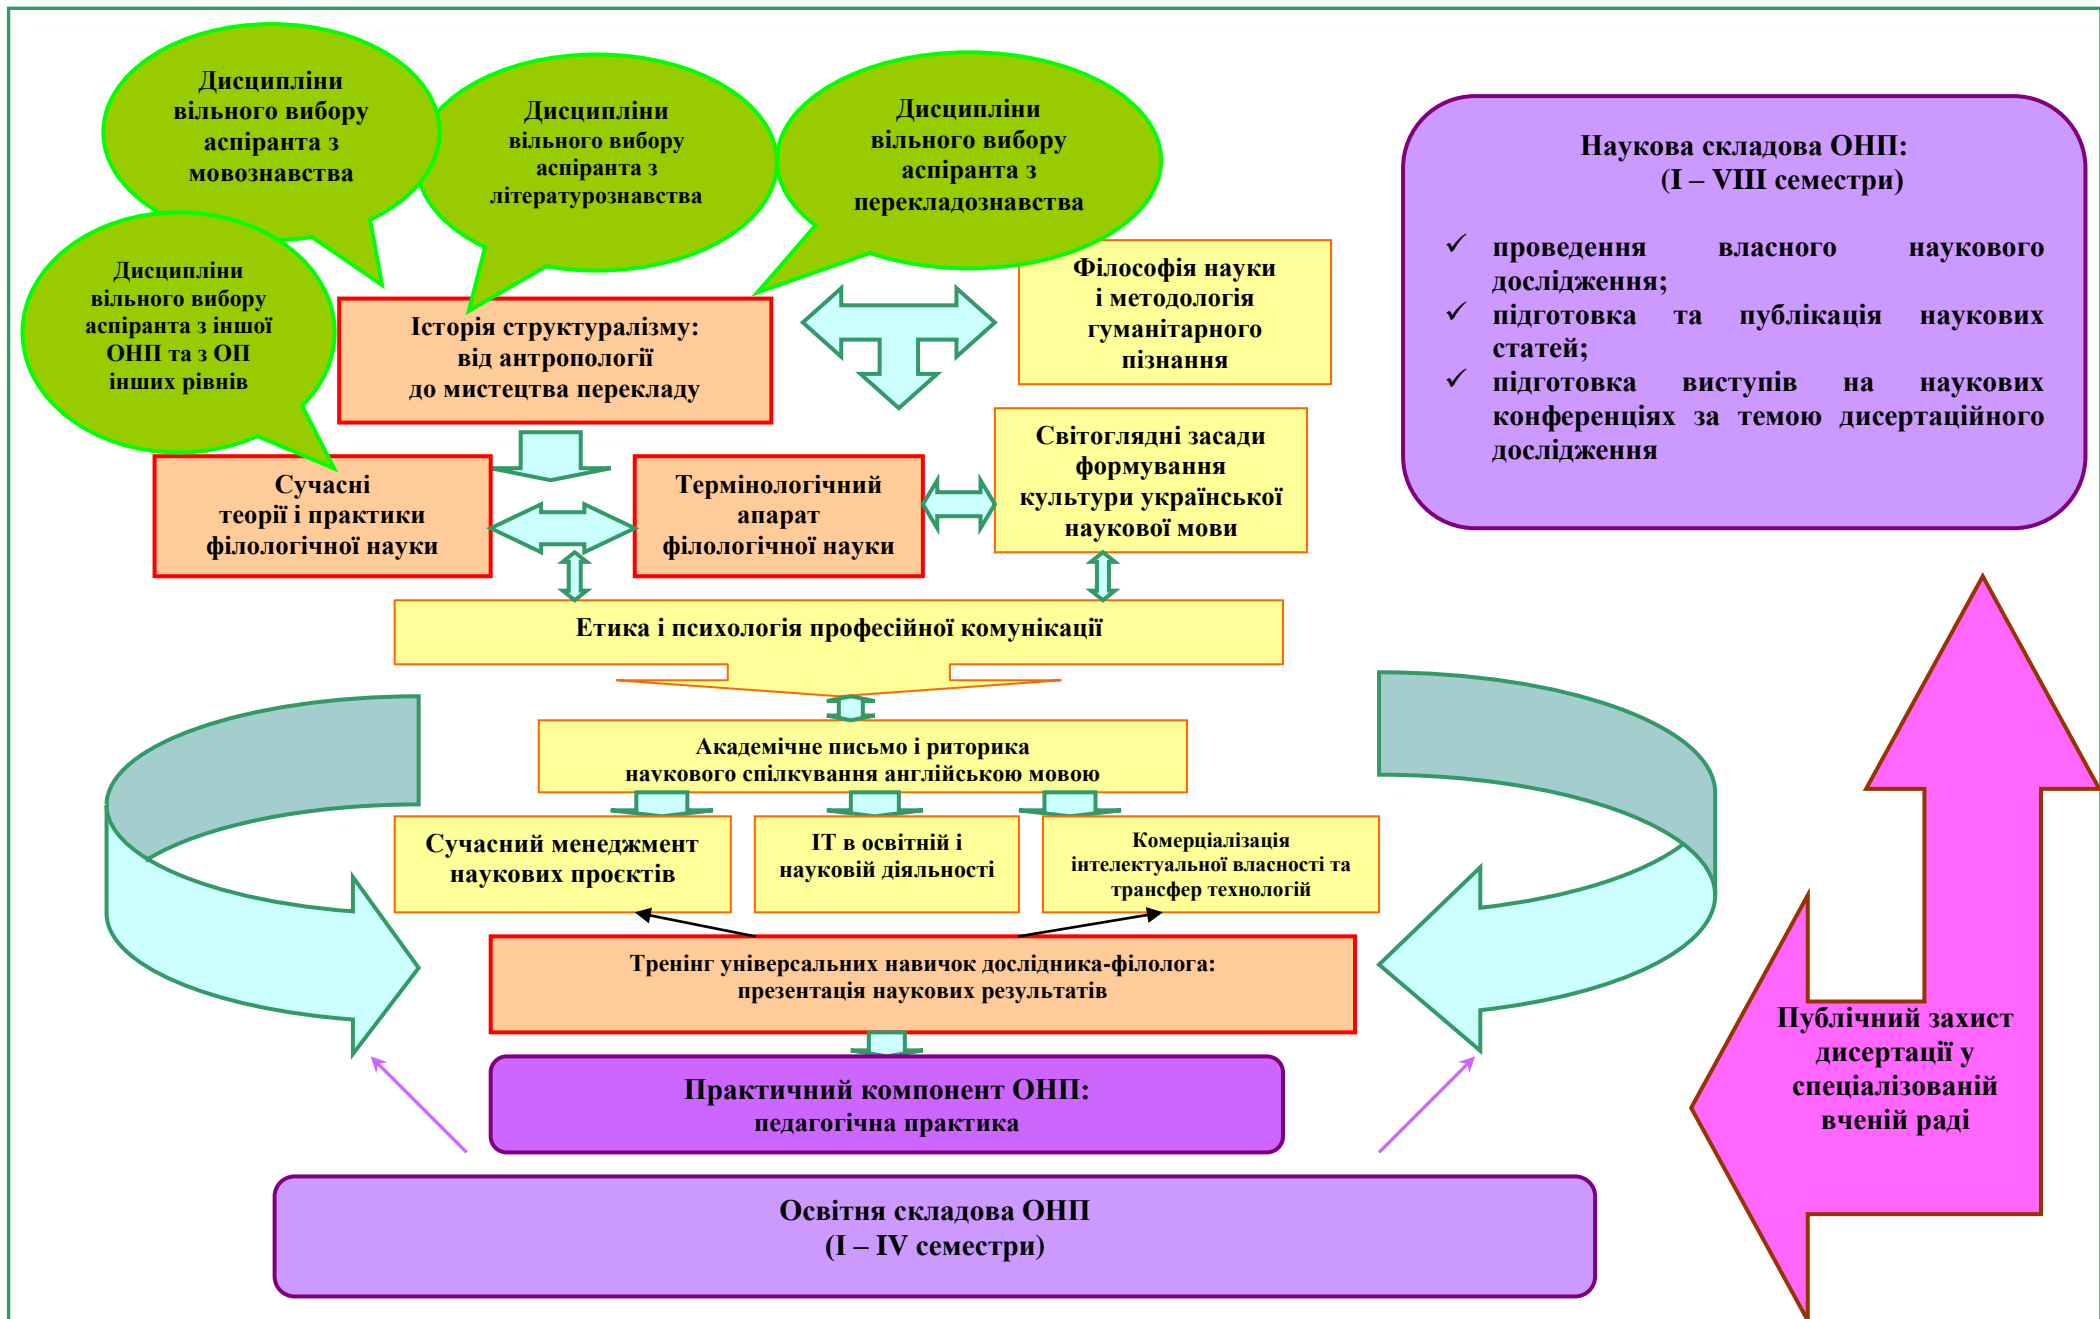 Дисципліни
вільного вибору
аспіранта з
мовознавства
Дисципліни
вільного вибору
аспіранта з
літературознавства
Дисципліни
вільного вибору
аспіранта з
перекладознавства
Дисципліни
вільного вибору
аспіранта з іншої
ОНП та з ОП
інших рівнів
Історія структуралізму:
від антропології
до мистецтва перекладу
Філософія науки
і методологія
гуманітарного
пізнання
Сучасні
теорії і практики
філологічної науки
Термінологічний
апарат
філологічної науки
Світоглядні засади
формування
культури української
наукової мови
Етика і психологія професійної комунікації
Академічне письмо і риторика
наукового спілкування англійською мовою
Сучасний менеджмент
наукових проєктів
ІТ в освітній і
науковій діяльності
Комерціалізація
інтелектуальної власності та
трансфер технологій
Тренінг універсальних навичок дослідника-філолога:
презентація наукових результатів
Практичний компонент ОНП:
педагогічна практика
Освітня складова ОНП
(І – ІV семестри)
Наукова складова ОНП:
(І – VІІІ семестри)
✓ проведення власного наукового
дослідження;
✓ підготовка та публікація наукових
статей;
✓ підготовка виступів на наукових
конференціях за темою дисертаційного
дослідження
Публічний захист
дисертації у
спеціалізованій
вченій раді